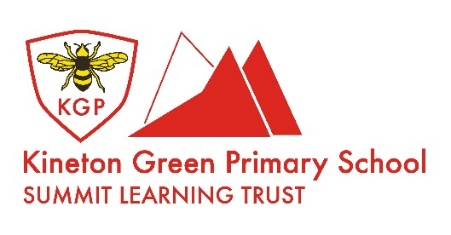 KGP
Kineton Green Primary School
SUMMIT LEARNING TRUST